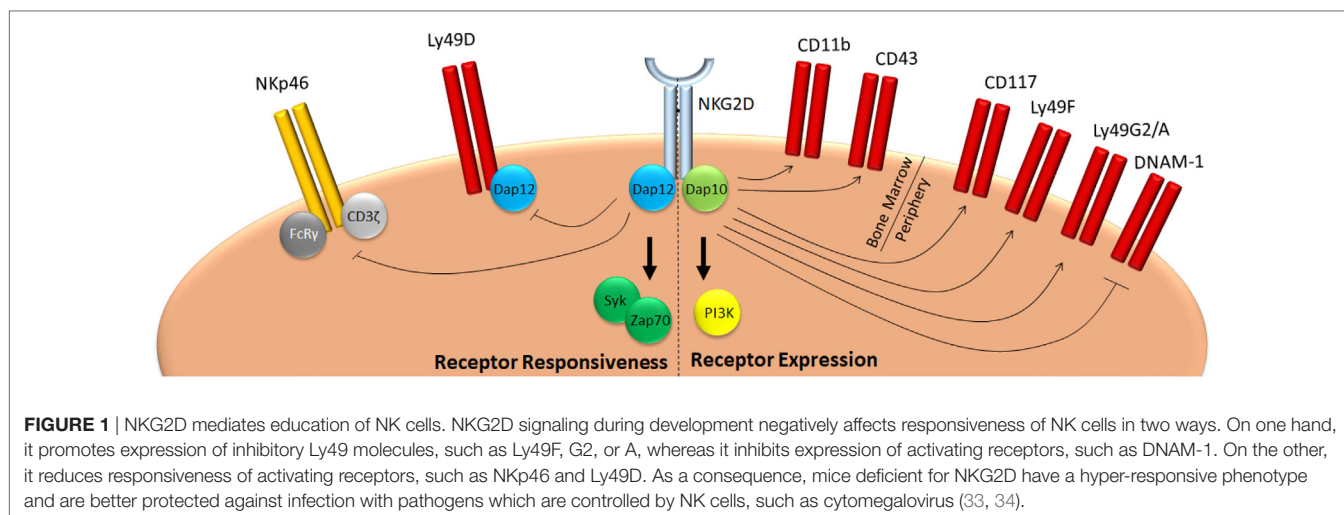 NKp46
Ly49D
NKG2D
CD11b
CD43
CD117
Ly49F
Ly49G2/A
DNAM-1
FcRγ
CD3ζ
Dap12
Dap12
Dap10
Bone Marrow
Periphery
Syk
Zap70
PI3K
Receptor Responsiveness
Receptor Expression
FIGURE 1 | NKG2D mediates education of NK cells. NKG2D signaling during development negatively affects responsiveness of NK cells in two ways. On one hand,
it promotes expression of inhibitory Ly49 molecules, such as Ly49F, G2, or A, whereas it inhibits expression of activating receptors, such as DNAM-1. On the other,
it reduces responsiveness of activating receptors, such as NKp46 and Ly49D. As a consequence, mice deficient for NKG2D have a hyper-responsive phenotype
and are better protected against infection with pathogens which are controlled by NK cells, such as cytomegalovirus (33, 34).